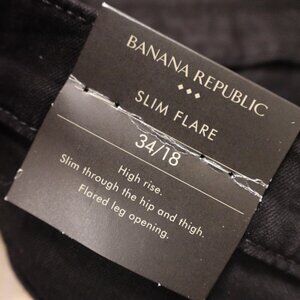 BANANA REPUBLIC
SLIM FLARE
34/18
High rise.
Slim through the hip and thigh.
Flared leg opening.